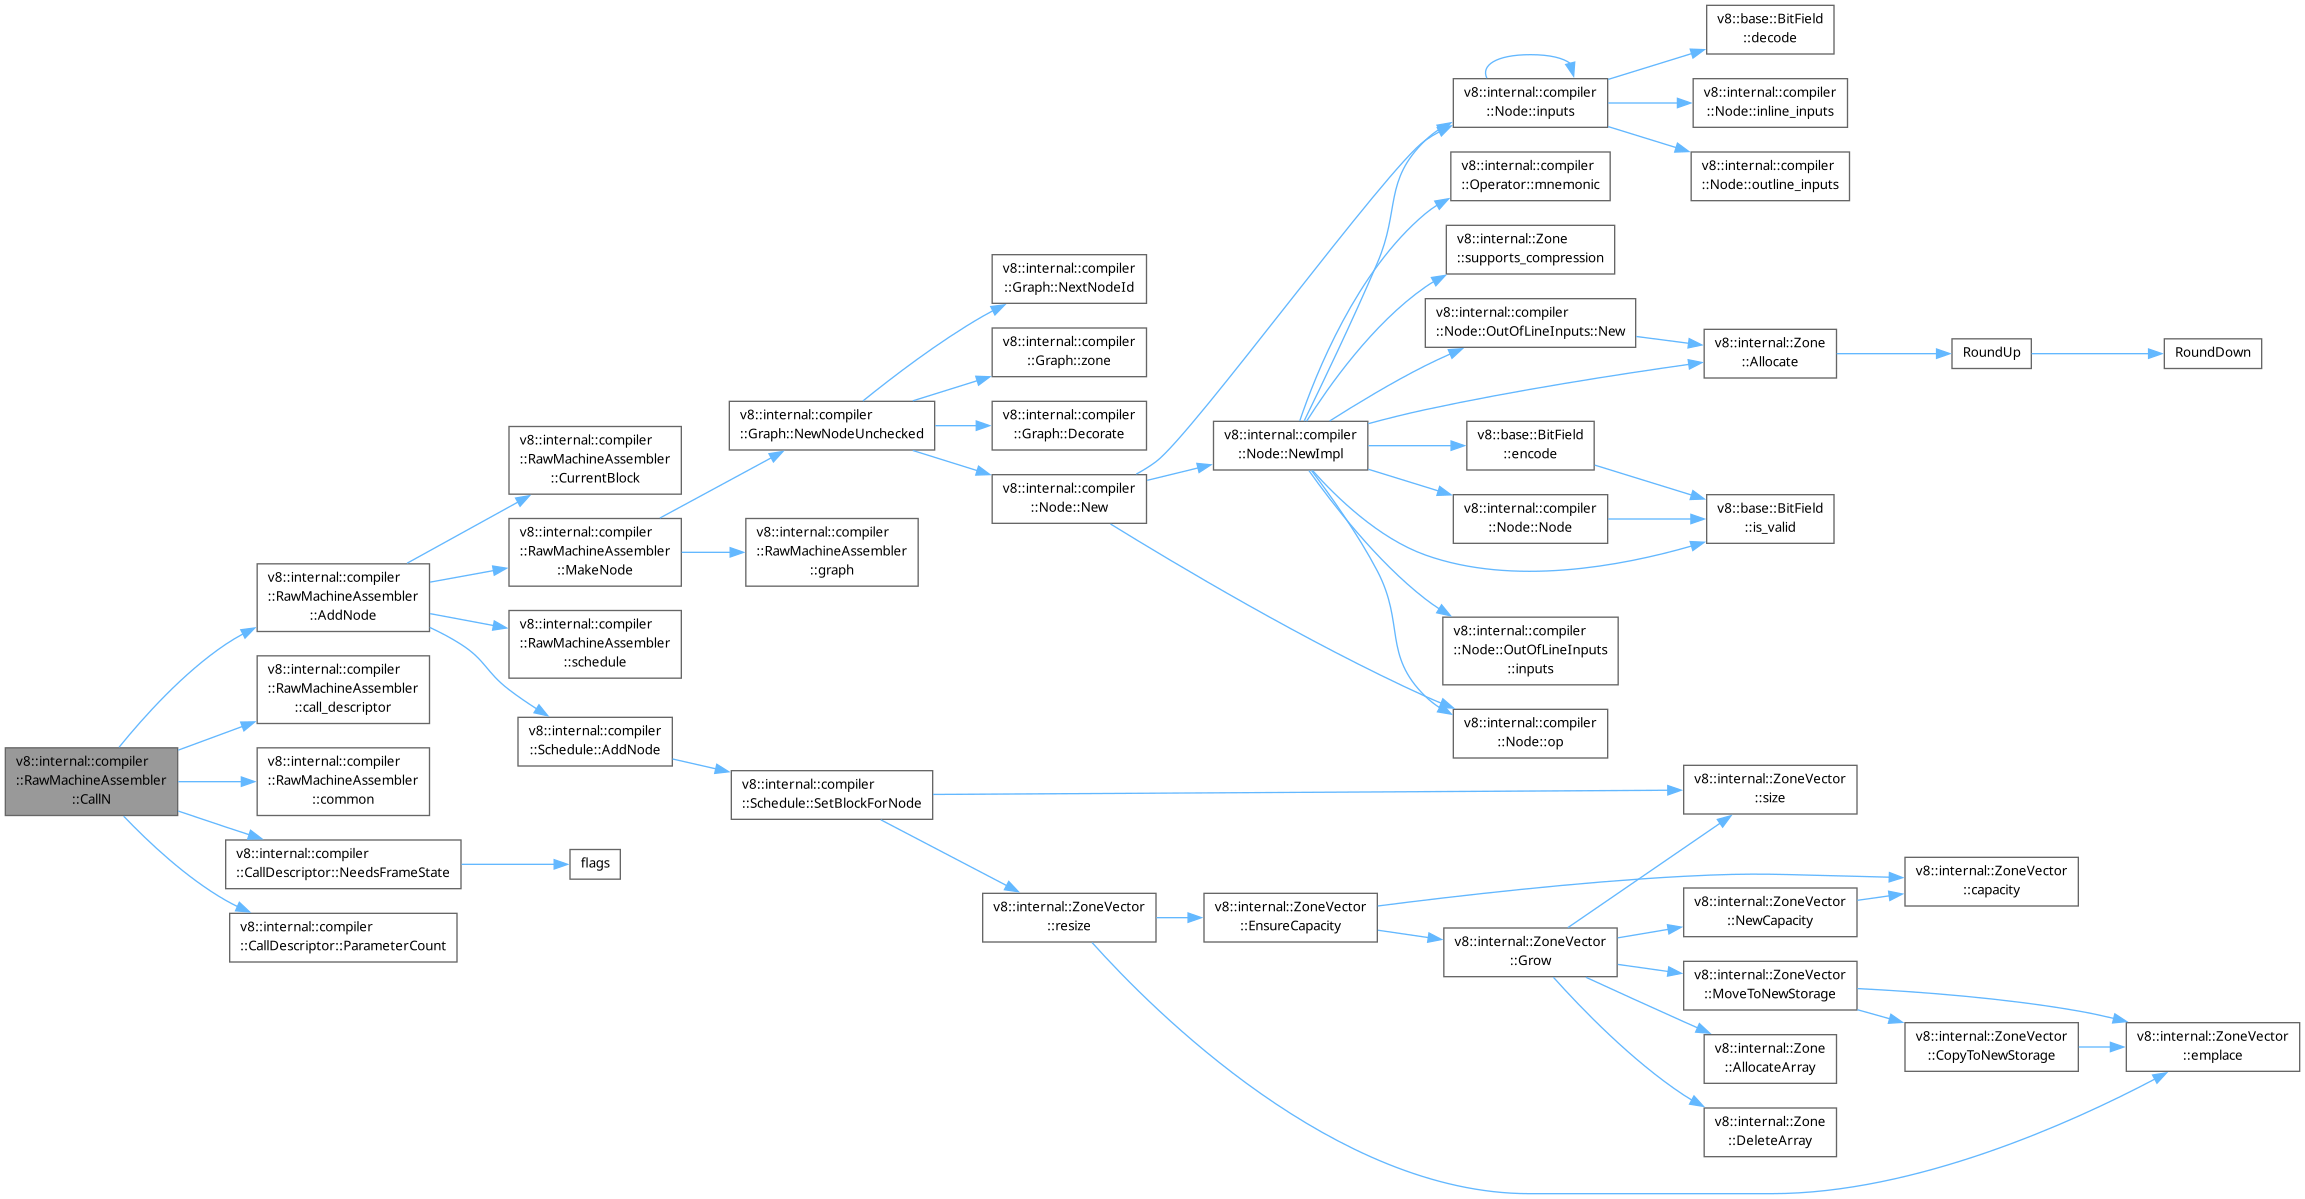 v8::internal::compiler
::RawMachineAssembler
::CallN
v8::internal::compiler
::RawMachineAssembler
::AddNode
v8::internal::compiler
::RawMachineAssembler
::call_descriptor
v8::internal::compiler
::RawMachineAssembler
::common
v8::internal::compiler
::CallDescriptor::NeedsFrameState
v8::internal::compiler
::CallDescriptor::ParameterCount
v8::internal::compiler
::RawMachineAssembler
::CurrentBlock
v8::internal::compiler
::RawMachineAssembler
::MakeNode
v8::internal::compiler
::RawMachineAssembler
::schedule
v8::internal::compiler
::Schedule::AddNode
flags
v8::internal::compiler
::Graph::NewNodeUnchecked
v8::internal::compiler
::RawMachineAssembler
::graph
v8::internal::compiler
::Schedule::SetBlockForNode
v8::internal::compiler
::Graph::NextNodeId
v8::internal::compiler
::Graph::zone
v8::internal::compiler
::Graph::Decorate
v8::internal::compiler
::Node::New
v8::internal::ZoneVector
::resize
v8::internal::compiler
::Node::NewImpl
v8::internal::ZoneVector
::EnsureCapacity
v8::internal::compiler
::Node::inputs
v8::internal::compiler
::Operator::mnemonic
v8::internal::Zone
::supports_compression
v8::internal::compiler
::Node::OutOfLineInputs::New
v8::base::BitField
::encode
v8::internal::compiler
::Node::Node
v8::internal::compiler
::Node::OutOfLineInputs
::inputs
v8::internal::compiler
::Node::op
v8::internal::ZoneVector
::Grow
v8::base::BitField
::decode
v8::internal::compiler
::Node::inline_inputs
v8::internal::compiler
::Node::outline_inputs
v8::internal::Zone
::Allocate
v8::base::BitField
::is_valid
v8::internal::ZoneVector
::size
v8::internal::ZoneVector
::NewCapacity
v8::internal::ZoneVector
::MoveToNewStorage
v8::internal::Zone
::AllocateArray
v8::internal::Zone
::DeleteArray
RoundUp
v8::internal::ZoneVector
::capacity
v8::internal::ZoneVector
::CopyToNewStorage
RoundDown
v8::internal::ZoneVector
::emplace